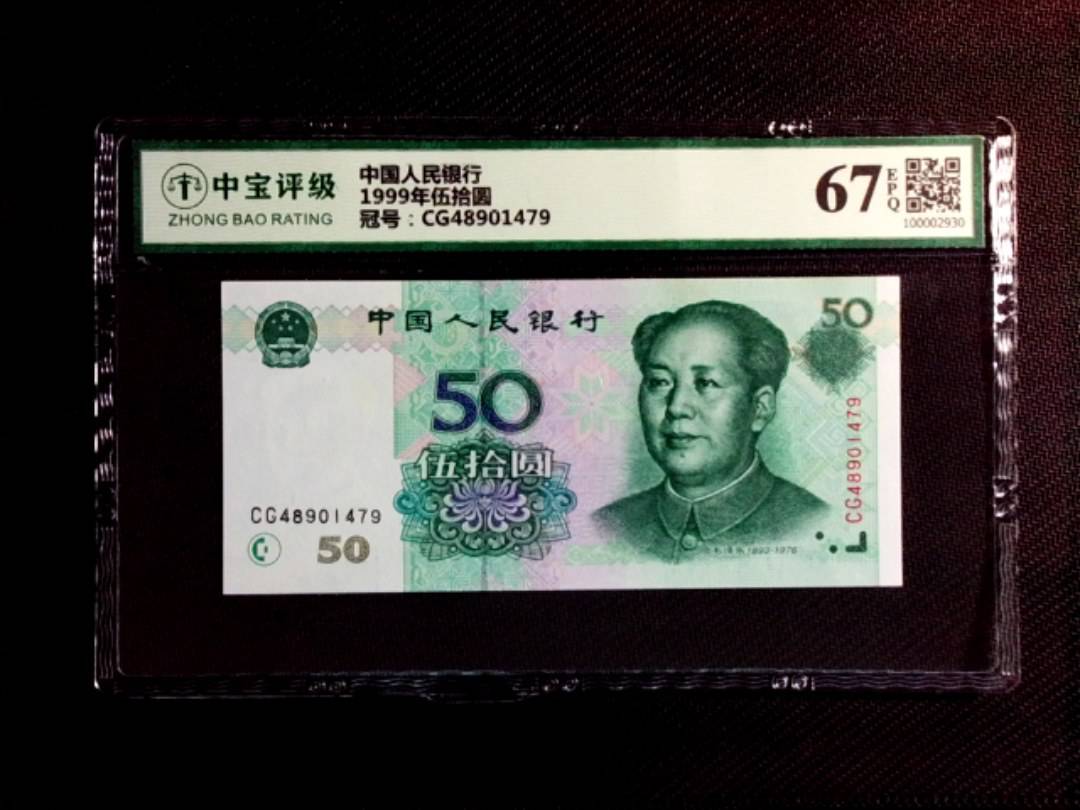 中宝评级
ZHONG BAO RATING
中国人民银行
1999年伍拾圆
冠号：CG48901479
67
EPQ
100002930
中国人民银行
50
50
伍拾圆
CG48901479
CG48901479
50
1893-1976